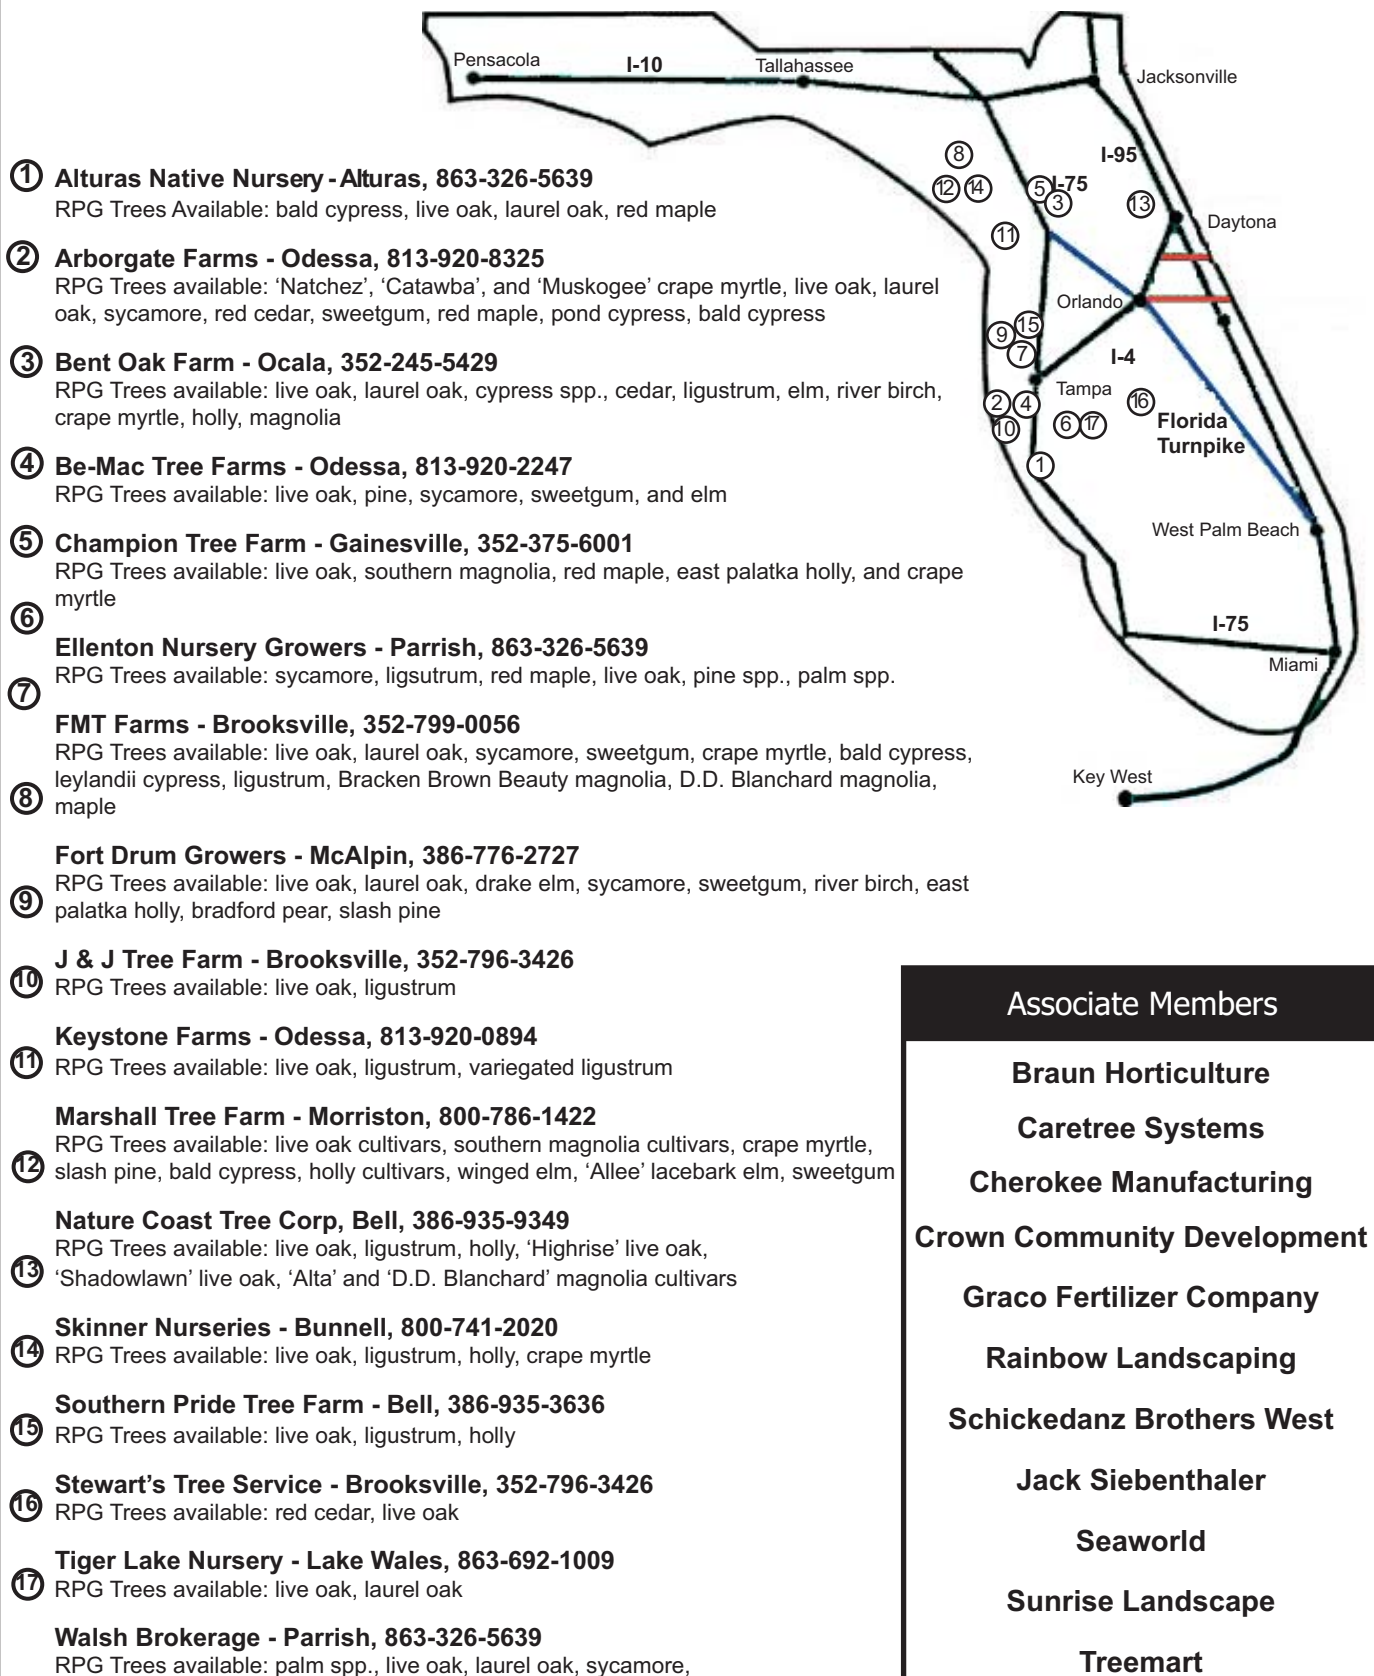 Pensacola
I-10
Tallahassee
Jacksonville
I-95
8
12
14
5
I-75
3
13
11
Daytona
Orlando
15
9
7
I-4
Tampa
2
4
16
10
6
17
Florida
Turnpike
1
West Palm Beach
I-75
Miami
Key West
1 Alturas Native Nursery - Alturas, 863-326-5639
RPG Trees Available: bald cypress, live oak, laurel oak, red maple
2 Arborgate Farms - Odessa, 813-920-8325
RPG Trees available: ‘Natchez’, ‘Catawba’, and ‘Muskogee’ crape myrtle, live oak, laurel
oak, sycamore, red cedar, sweetgum, red maple, pond cypress, bald cypress
3 Bent Oak Farm - Ocala, 352-245-5429
RPG Trees available: live oak, laurel oak, cypress spp., cedar, ligustrum, elm, river birch,
crape myrtle, holly, magnolia
4 Be-Mac Tree Farms - Odessa, 813-920-2247
RPG Trees available: live oak, pine, sycamore, sweetgum, and elm
5 Champion Tree Farm - Gainesville, 352-375-6001
RPG Trees available: live oak, southern magnolia, red maple, east palatka holly, and crape
myrtle
6
Ellenton Nursery Growers - Parrish, 863-326-5639
RPG Trees available: sycamore, ligsutrum, red maple, live oak, pine spp., palm spp.
7
FMT Farms - Brooksville, 352-799-0056
RPG Trees available: live oak, laurel oak, sycamore, sweetgum, crape myrtle, bald cypress,
leylandii cypress, ligustrum, Bracken Brown Beauty magnolia, D.D. Blanchard magnolia,
8 maple
Fort Drum Growers - McAlpin, 386-776-2727
RPG Trees available: live oak, laurel oak, drake elm, sycamore, sweetgum, river birch, east
9 palatka holly, bradford pear, slash pine
J & J Tree Farm - Brooksville, 352-796-3426
10 RPG Trees available: live oak, ligustrum
Keystone Farms - Odessa, 813-920-0894
11 RPG Trees available: live oak, ligustrum, variegated ligustrum
Marshall Tree Farm - Morriston, 800-786-1422
RPG Trees available: live oak cultivars, southern magnolia cultivars, crape myrtle,
12 slash pine, bald cypress, holly cultivars, winged elm, ‘Allee’ lacebark elm, sweetgum
Nature Coast Tree Corp, Bell, 386-935-9349
RPG Trees available: live oak, ligustrum, holly, ‘Highrise’ live oak,
13 ‘Shadowlawn’ live oak, ‘Alta’ and ‘D.D. Blanchard’ magnolia cultivars
Skinner Nurseries - Bunnell, 800-741-2020
14 RPG Trees available: live oak, ligustrum, holly, crape myrtle
Southern Pride Tree Farm - Bell, 386-935-3636
15 RPG Trees available: live oak, ligustrum, holly
Stewart’s Tree Service - Brooksville, 352-796-3426
16 RPG Trees available: red cedar, live oak
Tiger Lake Nursery - Lake Wales, 863-692-1009
17 RPG Trees available: live oak, laurel oak
Walsh Brokerage - Parrish, 863-326-5639
RPG Trees available: palm spp., live oak, laurel oak, sycamore,
Associate Members
Braun Horticulture
Caretree Systems
Cherokee Manufacturing
Crown Community Development
Graco Fertilizer Company
Rainbow Landscaping
Schickedanz Brothers West
Jack Siebenthaler
Seaworld
Sunrise Landscape
Treemart